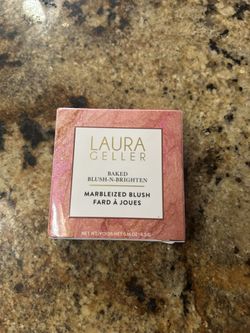 LAURA
GELLER
BAKED
BLUSH-N-BRIGHTEN
MARBLEIZED BLUSH
FARD À JOUES